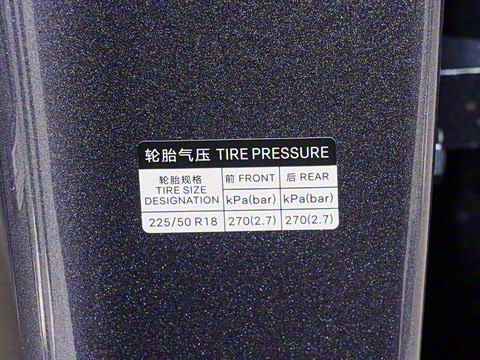 轮胎气压 TIRE PRESSURE
轮胎规格
TIRE SIZE
DESIGNATION
前 FRONT 后 REAR
kPa(bar) kPa(bar)
225/50 R18 270(2.7) 270(2.7)